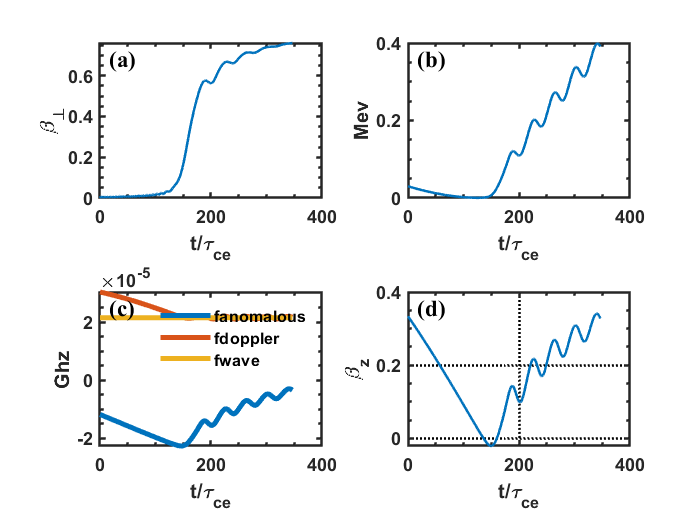 (a)
β⊥
0.6
0.4
0.2
0
0 200 400
t/τce
(b)
Mev
0.4
0.2
0
0 200 400
t/τce
×10-5
(c)
Ghz
2
0
-2
0 200 400
t/τce
fanomalous
fdoppler
fwave
(d)
βz
0.4
0.2
0
0 200 400
t/τce